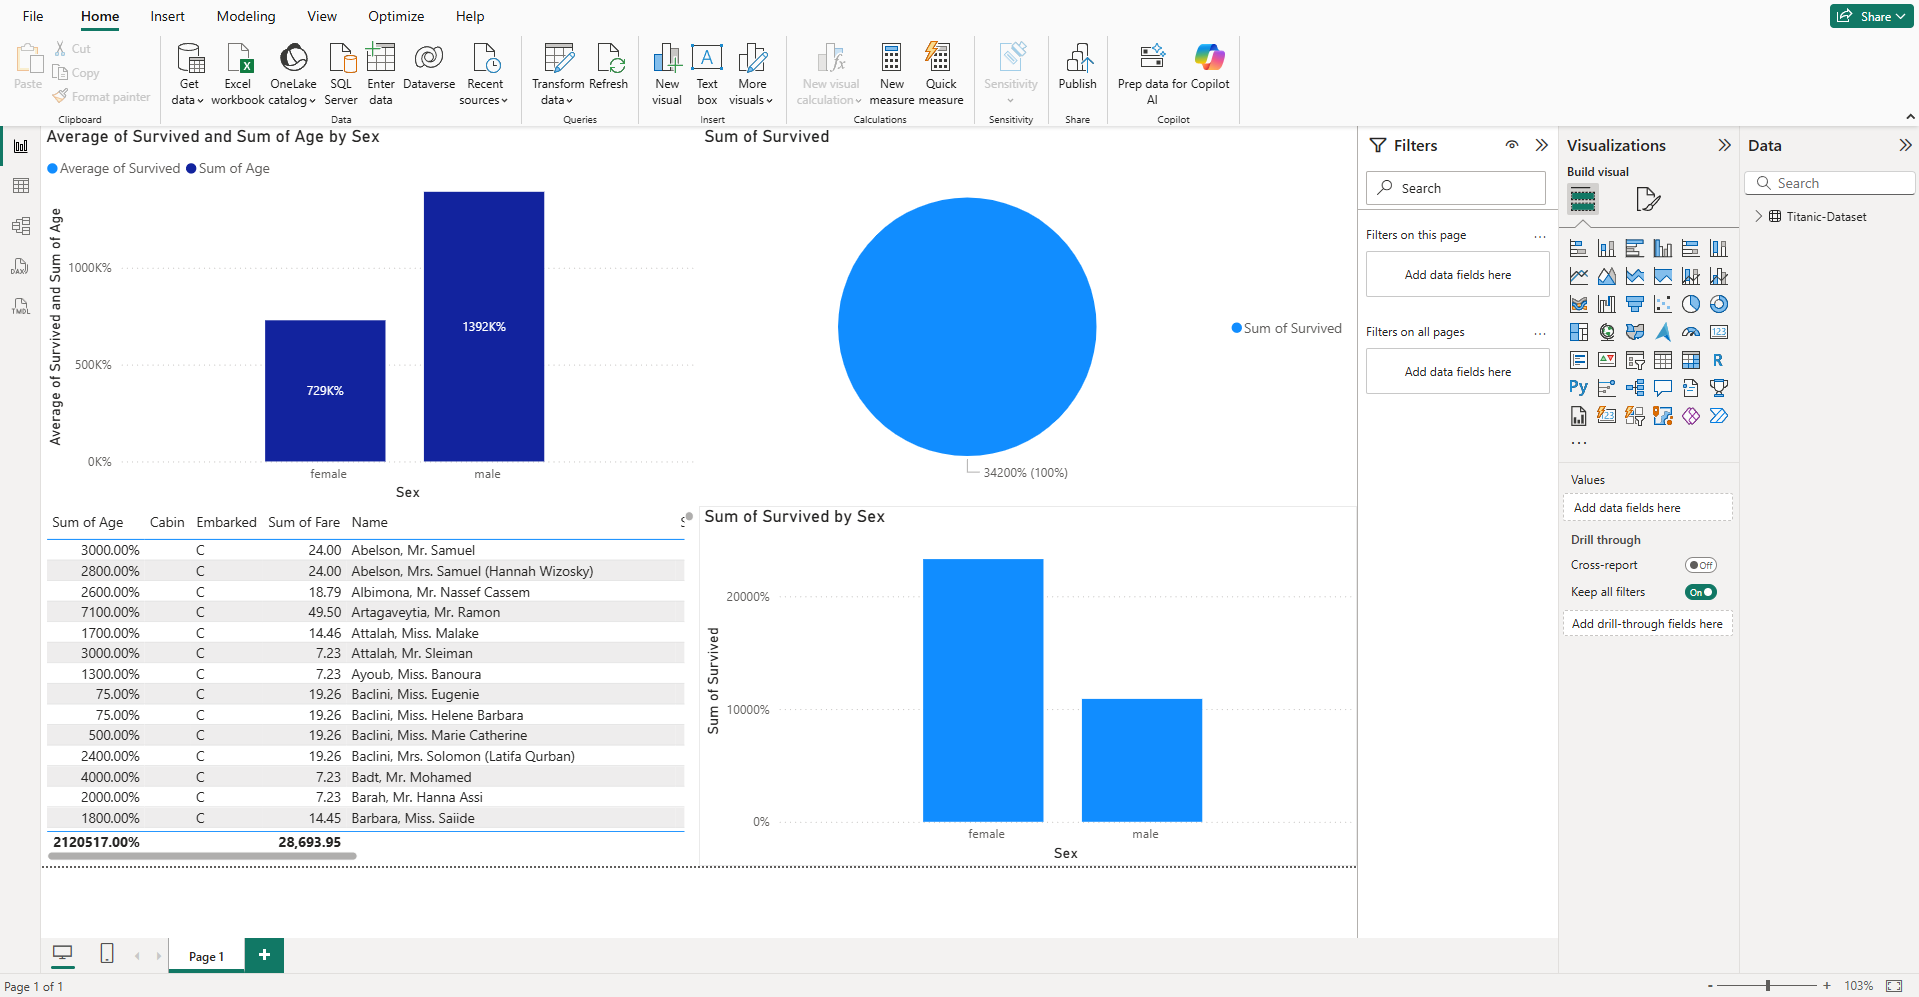 File Home Insert Modeling View Optimize Help
Share
Paste
Cut
Copy
Format painter
Clipboard
Get data
Excel workbook
OneLake catalog
SQL Server
Enter data
Dataverse
Recent sources
Data
Transform data
Refresh
Queries
New visual
Text box
More visuals
Insert
New visual calculation
New measure
Quick measure
Calculations
Sensitivity
Sensitivity
Publish
Share
Prep data for AI
Copilot
Copilot
DAX
TMDL
Average of Survived and Sum of Age by Sex
Average of Survived Sum of Age
Average of Survived and Sum of Age
1000K%
500K%
0K%
729K%
1392K%
female male
Sex
Sum of Survived
Sum of Survived
34200% (100%)
Sum of Age Cabin Embarked Sum of Fare Name
3000.00% C 24.00 Abelson, Mr. Samuel
2800.00% C 24.00 Abelson, Mrs. Samuel (Hannah Wizosky)
2600.00% C 18.79 Albimona, Mr. Nassef Cassem
7100.00% C 49.50 Artagaveytia, Mr. Ramon
1700.00% C 14.46 Attalah, Miss. Malake
3000.00% C 7.23 Attalah, Mr. Sleiman
1300.00% C 7.23 Ayoub, Miss. Banoura
75.00% C 19.26 Baclini, Miss. Eugenie
75.00% C 19.26 Baclini, Miss. Helene Barbara
500.00% C 19.26 Baclini, Miss. Marie Catherine
2400.00% C 19.26 Baclini, Mrs. Solomon (Latifa Qurban)
4000.00% C 7.23 Badt, Mr. Mohamed
2000.00% C 7.23 Barah, Mr. Hanna Assi
1800.00% C 14.45 Barbara, Miss. Saiide
2120517.00% 28,693.95
Sum of Survived by Sex
Sum of Survived
20000%
10000%
0%
female male
Sex
Filters
Search
Filters on this page ...
Add data fields here
Filters on all pages ...
Add data fields here
Visualizations
Build visual
123
R
Py
123
...
Values
Add data fields here
Drill through
Cross-report Off
Keep all filters On
Add drill-through fields here
Data
Search
Titanic-Dataset
Page 1
+
Page 1 of 1
- + 103%